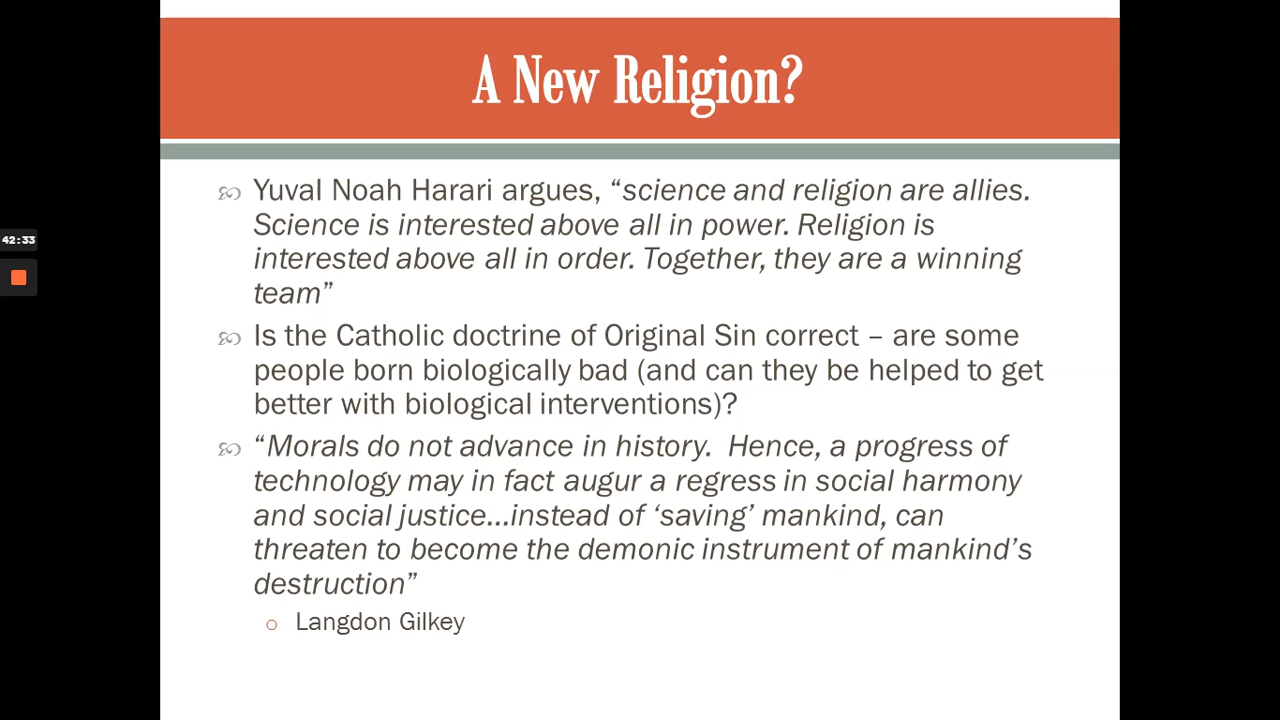 A New Religion?
Yuval Noah Harari argues, “science and religion are allies.
Science is interested above all in power. Religion is
interested above all in order. Together, they are a winning
team”
42:33
Is the Catholic doctrine of Original Sin correct – are some
people born biologically bad (and can they be helped to get
better with biological interventions)?
“Morals do not advance in history.  Hence, a progress of
technology may in fact augur a regress in social harmony
and social justice…instead of ‘saving’ mankind, can
threaten to become the demonic instrument of mankind’s
destruction”
Langdon Gilkey